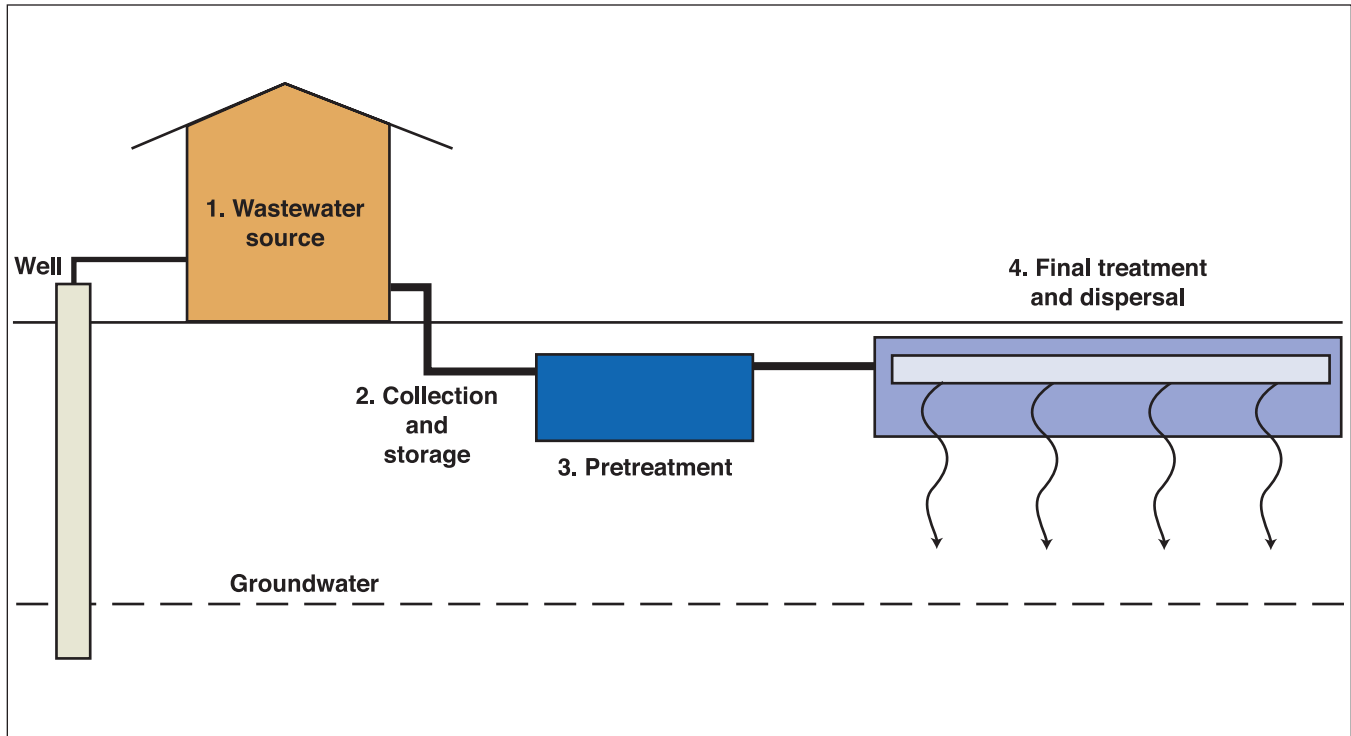 1. Wastewater
source
Well
4. Final treatment
and dispersal
2. Collection
and
storage
3. Pretreatment
Groundwater